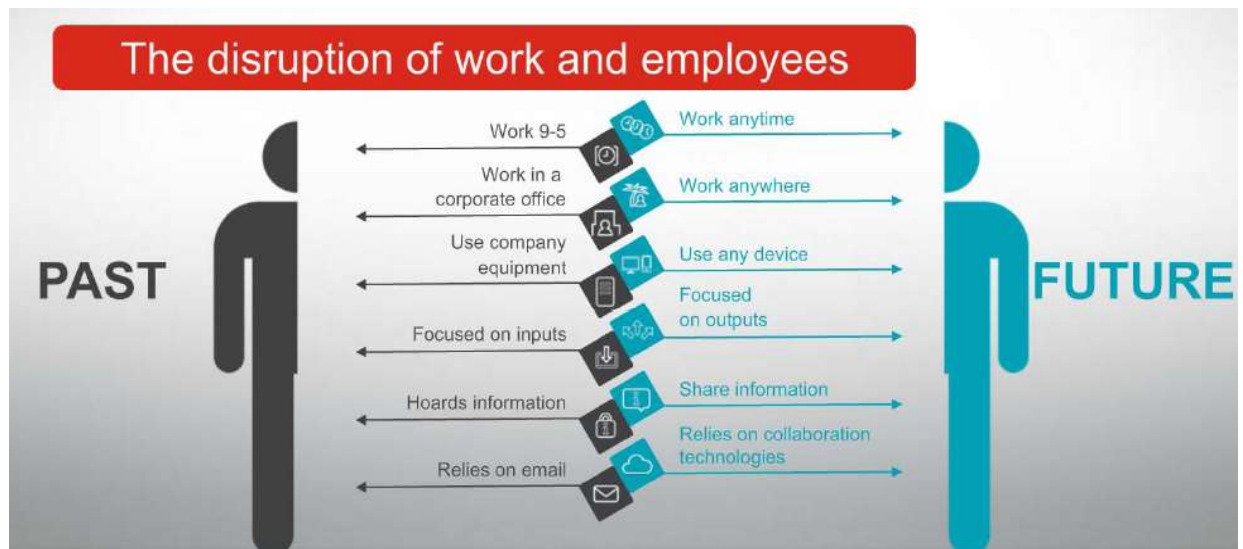 The disruption of work and employees
PAST
Work 9-5
Work in a
corporate office
Use company
equipment
Focused on inputs
Hoards information
Relies on email
Work anytime
Work anywhere
Use any device
Focused
on outputs
Share information
Relies on collaboration
technologies
FUTURE